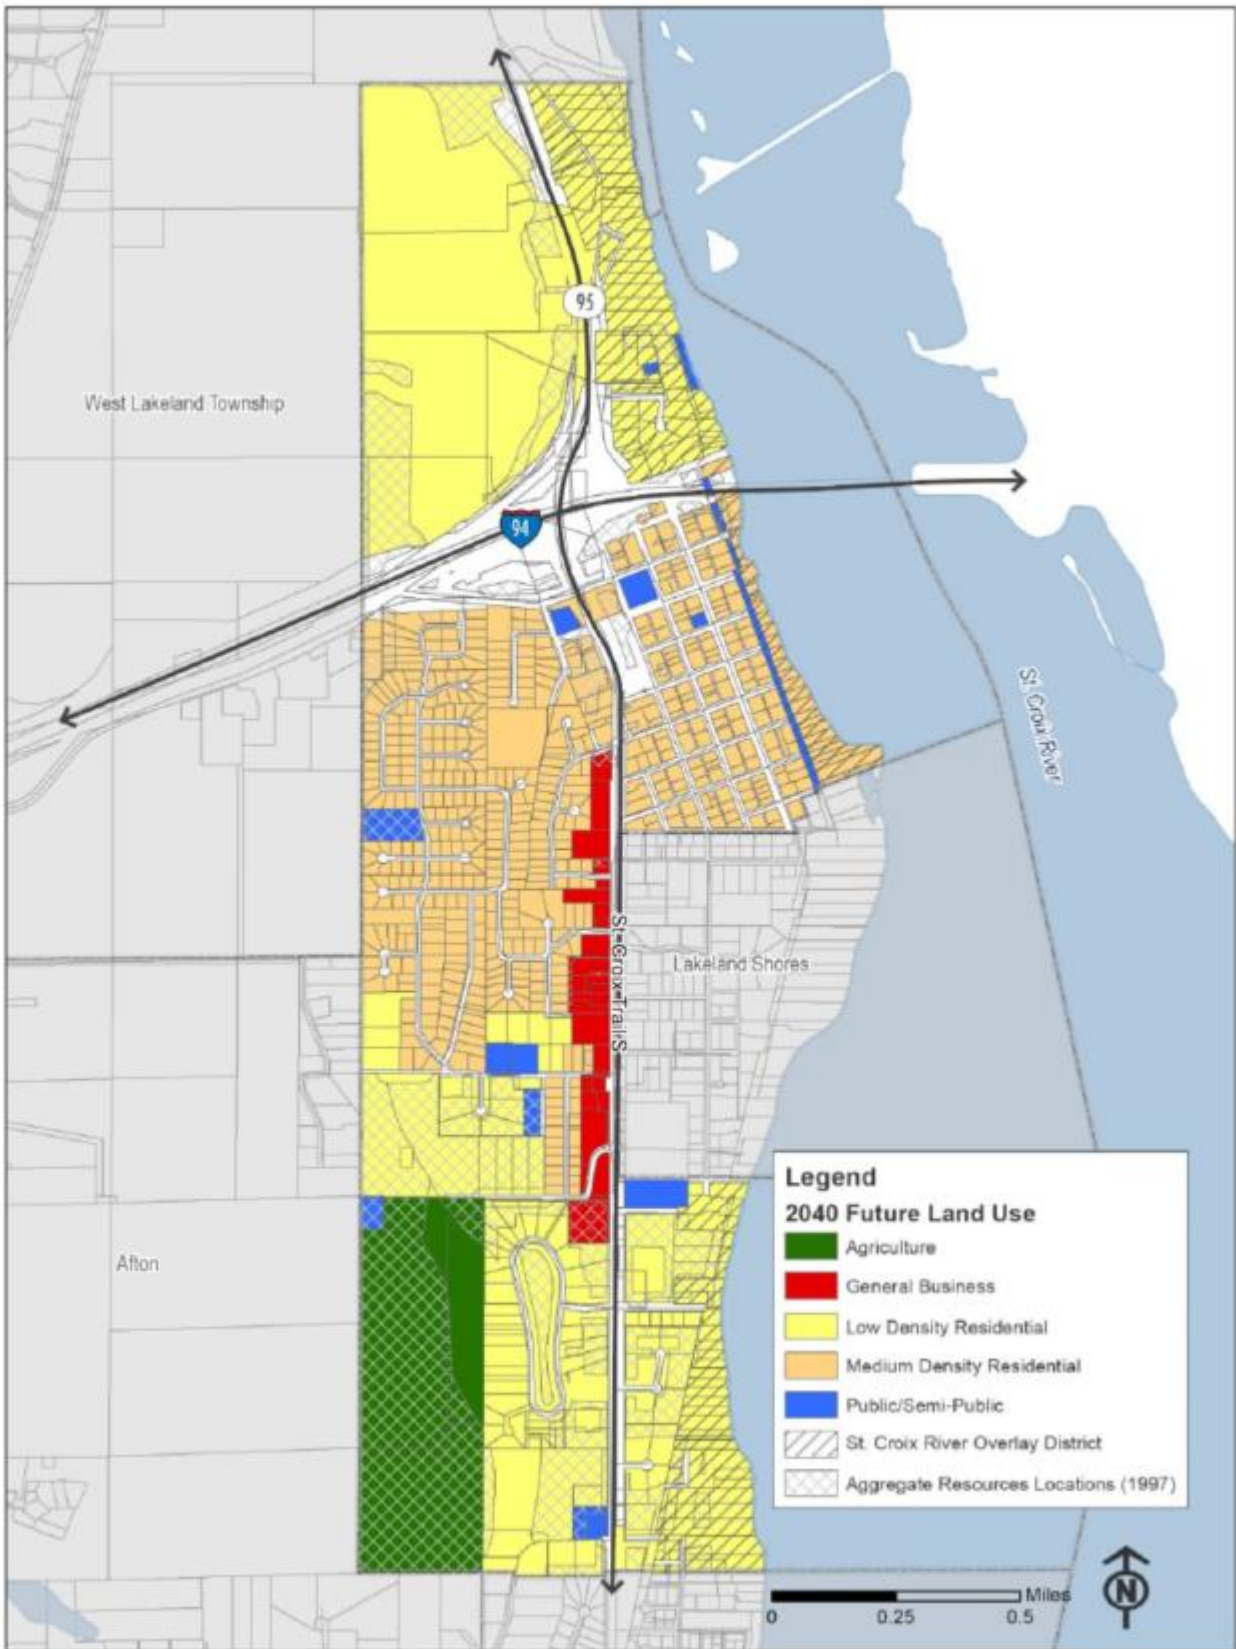 95
West Lakeland Township
94
St. Croix River
St. Croix Trail S
Lakeland Shores
Afton
Legend
2040 Future Land Use
Agriculture
General Business
Low Density Residential
Medium Density Residential
Public/Semi-Public
St. Croix River Overlay District
Aggregate Resources Locations (1997)
Miles
0 0.25 0.5
N